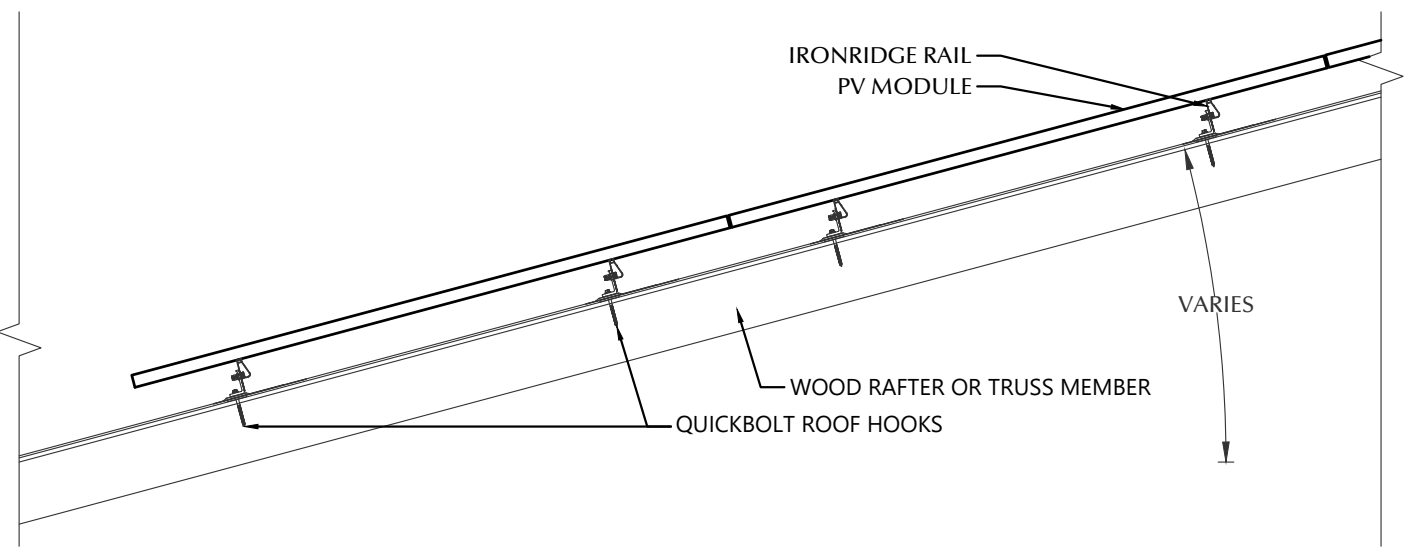 IRONRIDGE RAIL
PV MODULE
VARIES
WOOD RAFTER OR TRUSS MEMBER
QUICKBOLT ROOF HOOKS